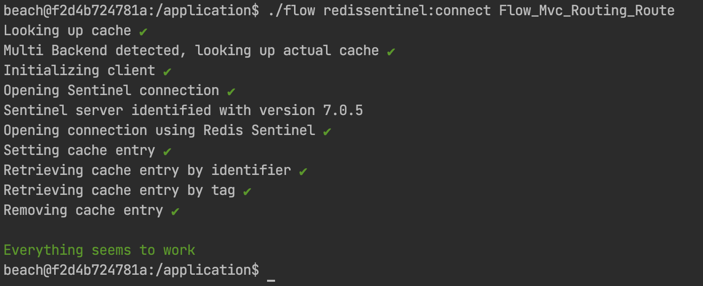 beach@f2d4b724781a:/application$ ./flow redissentinel:connect Flow_Mvc_Routing_Route
Looking up cache ✔
Multi Backend detected, looking up actual cache ✔
Initializing client ✔
Opening Sentinel connection ✔
Sentinel server identified with version 7.0.5
Opening connection using Redis Sentinel ✔
Setting cache entry ✔
Retrieving cache entry by identifier ✔
Retrieving cache entry by tag ✔
Removing cache entry ✔
Everything seems to work
beach@f2d4b724781a:/application$